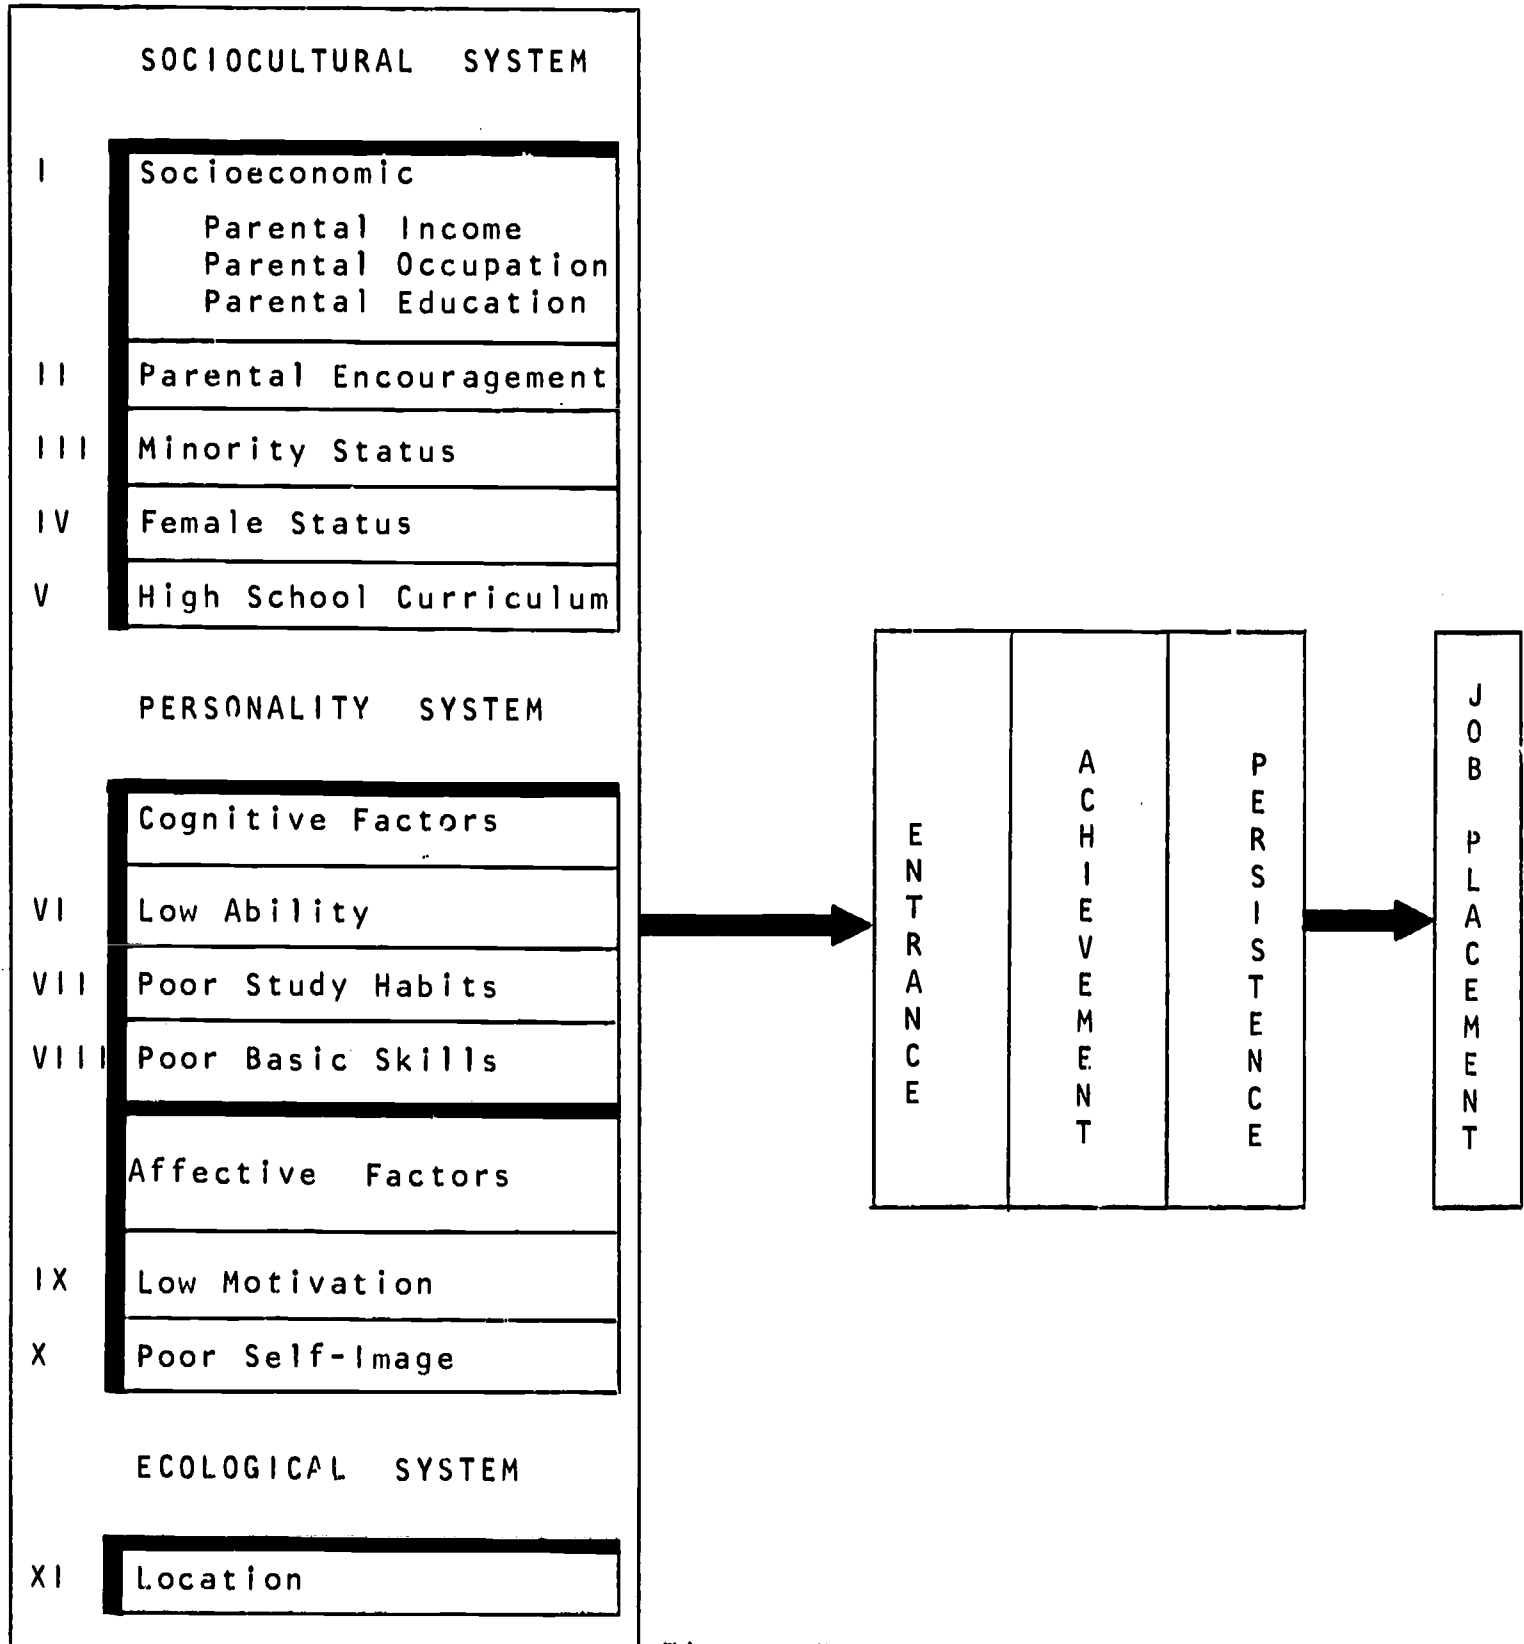 SOCIOCULTURAL SYSTEM
I Socioeconomic
Parental Income
Parental Occupation
Parental Education
II Parental Encouragement
III Minority Status
IV Female Status
V High School Curriculum
PERSONALITY SYSTEM
Cognitive Factors
VI Low Ability
VII Poor Study Habits
VIII Poor Basic Skills
Affective Factors
IX Low Motivation
X Poor Self-Image
ECOLOGICAL SYSTEM
XI Location
ENTRANCE
ACHIEVEMENT
PERSISTENCE
JOB PLACEMENT